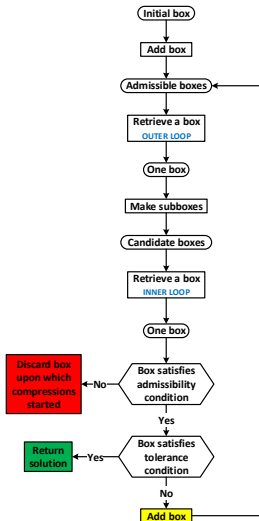 Initial box
Add box
Admissible boxes
Retrieve a box
OUTER LOOP
One box
Make subboxes
Candidate boxes
Retrieve a box
INNER LOOP
One box
Discard box
upon which
compressions
started
No
Box satisfies
admissibility
condition
Yes
Return
solution
Yes
Box satisfies
tolerance
condition
No
Add box